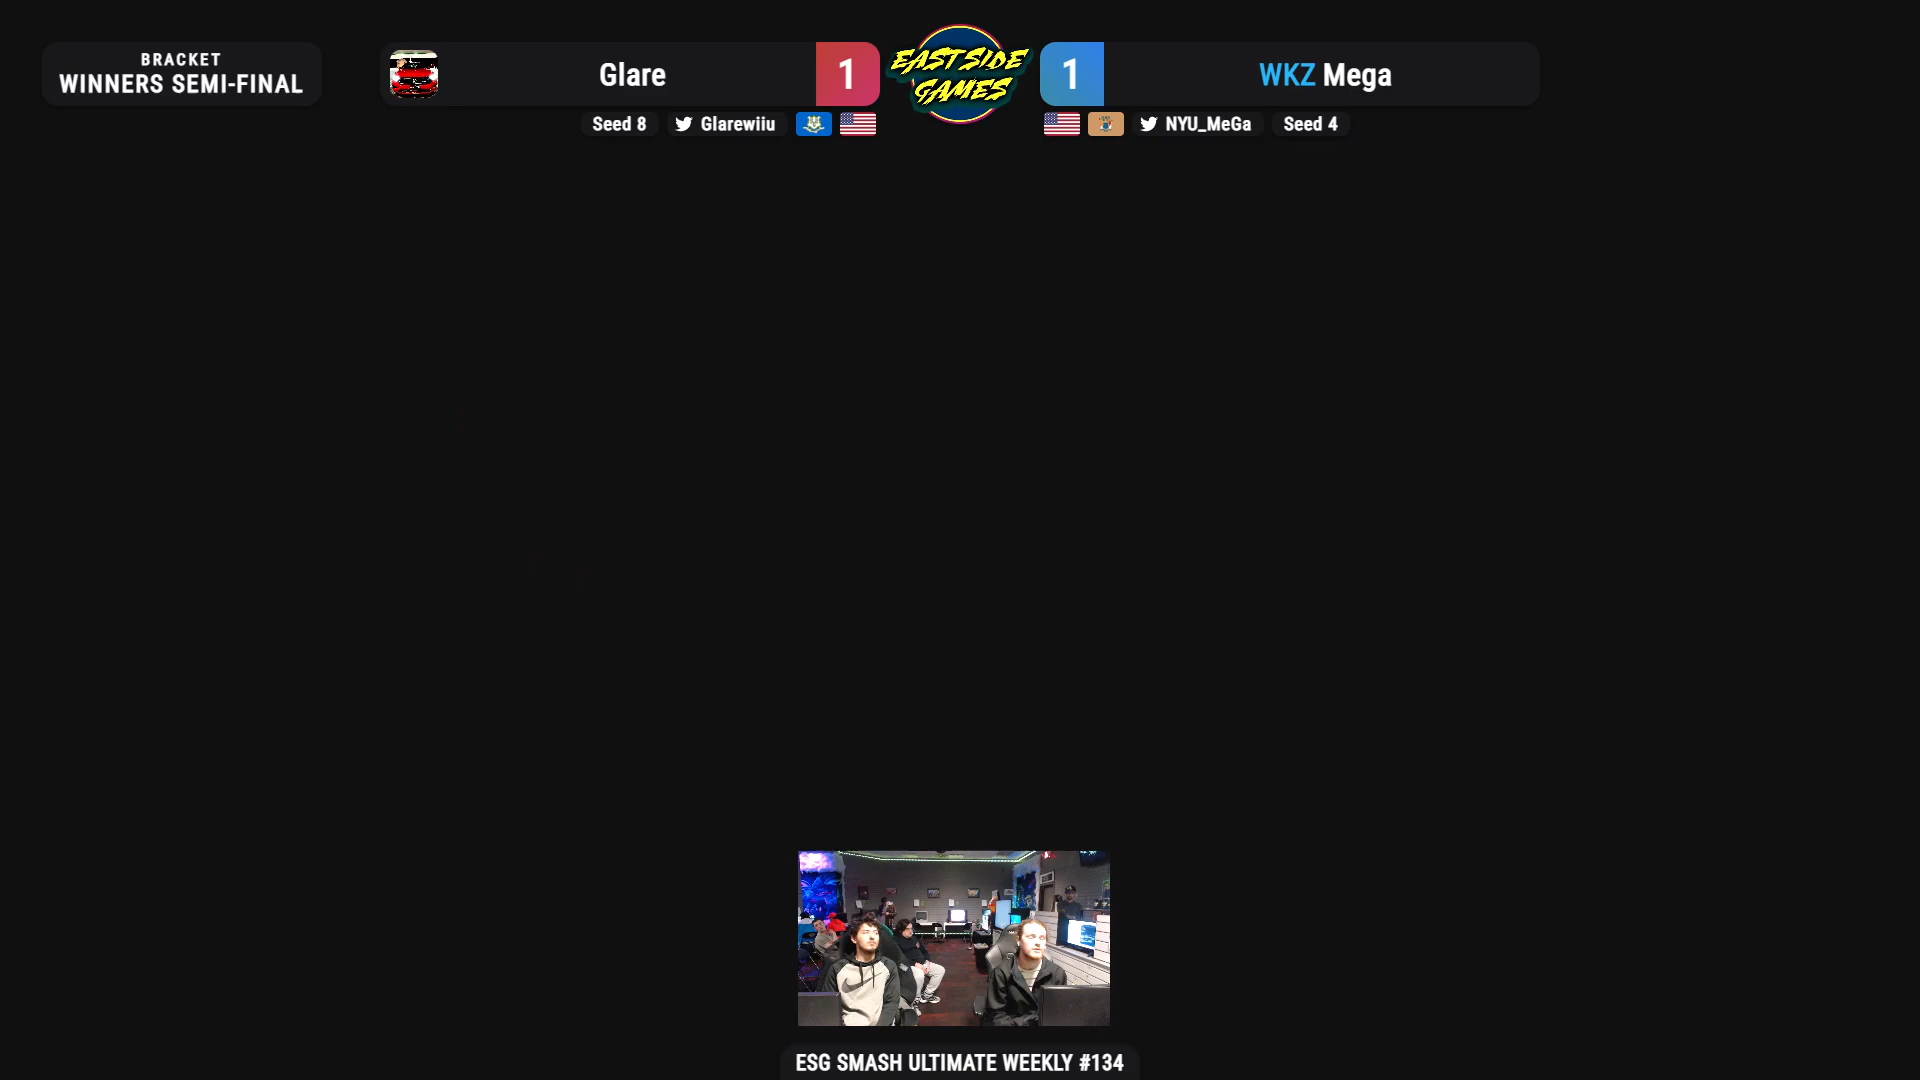 BRACKET
WINNERS SEMI-FINAL
Glare
1
EAST SIDE
GAMES
1
WKZ Mega
Seed 8
Glarewiiu
NYU_MeGa
Seed 4
ESG SMASH ULTIMATE WEEKLY #134